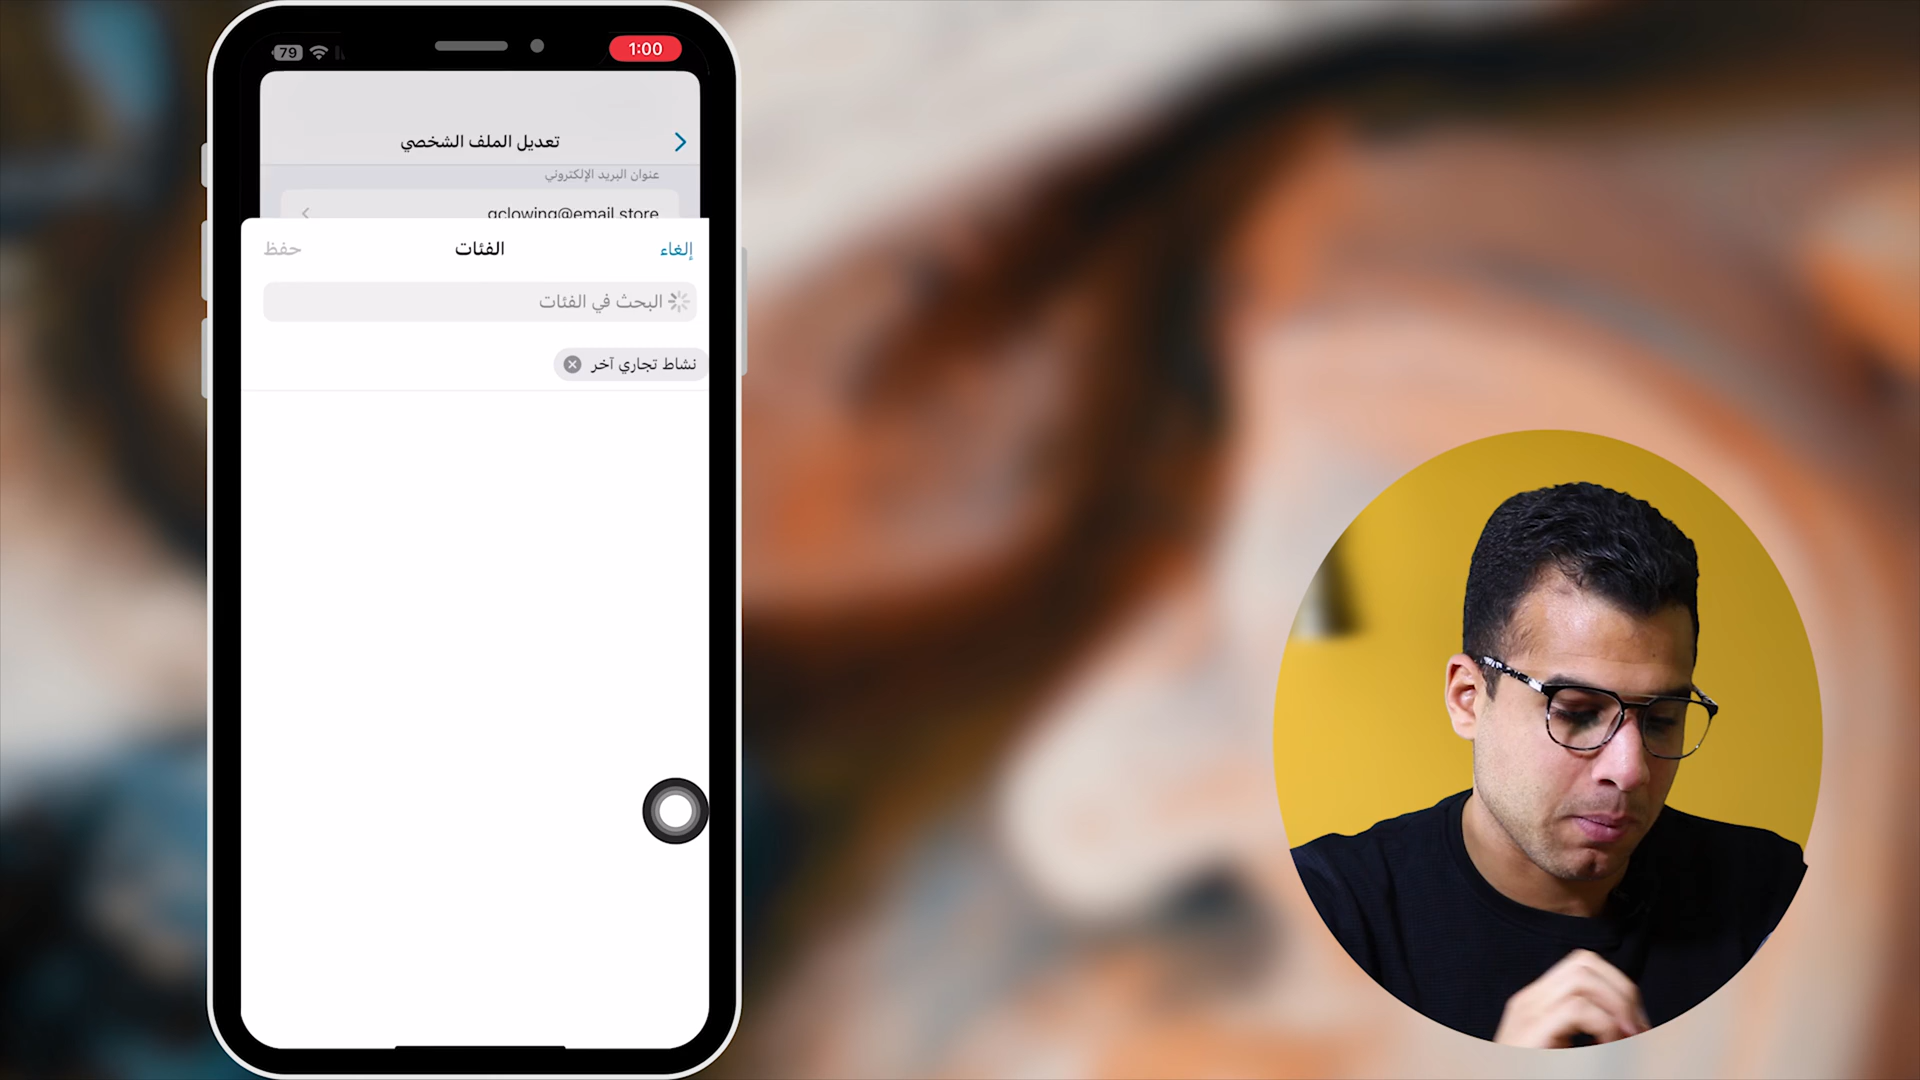 79
1:00
تعديل الملف الشخصي
عنوان البريد الإلكتروني
gclowing@email.store
إلغاء
الفئات
حفظ
البحث في الفئات
نشاط تجاري آخر